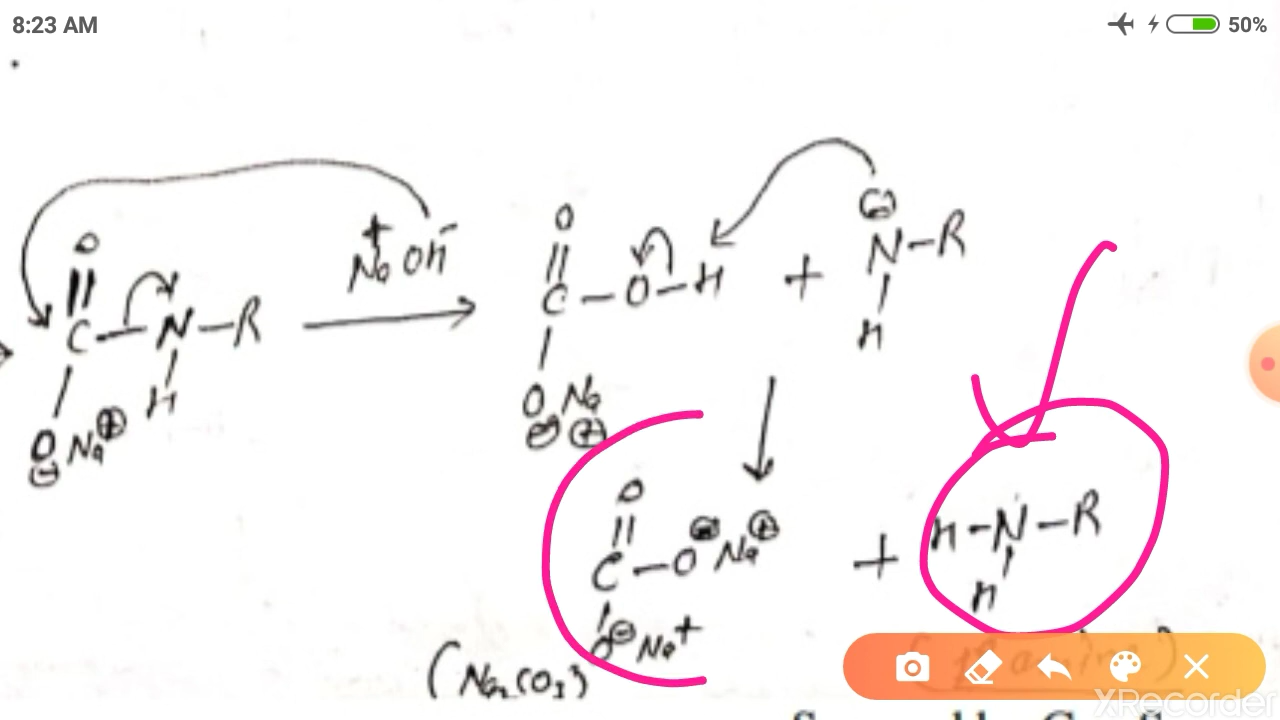 8:23 AM
50%
O
C - N - R
H
O Na
Na OH
O
C - O - H + N - R
H
O Na
O
C - O Na + H - N - R
H
O Na+
(Na2CO3)
XRecorder